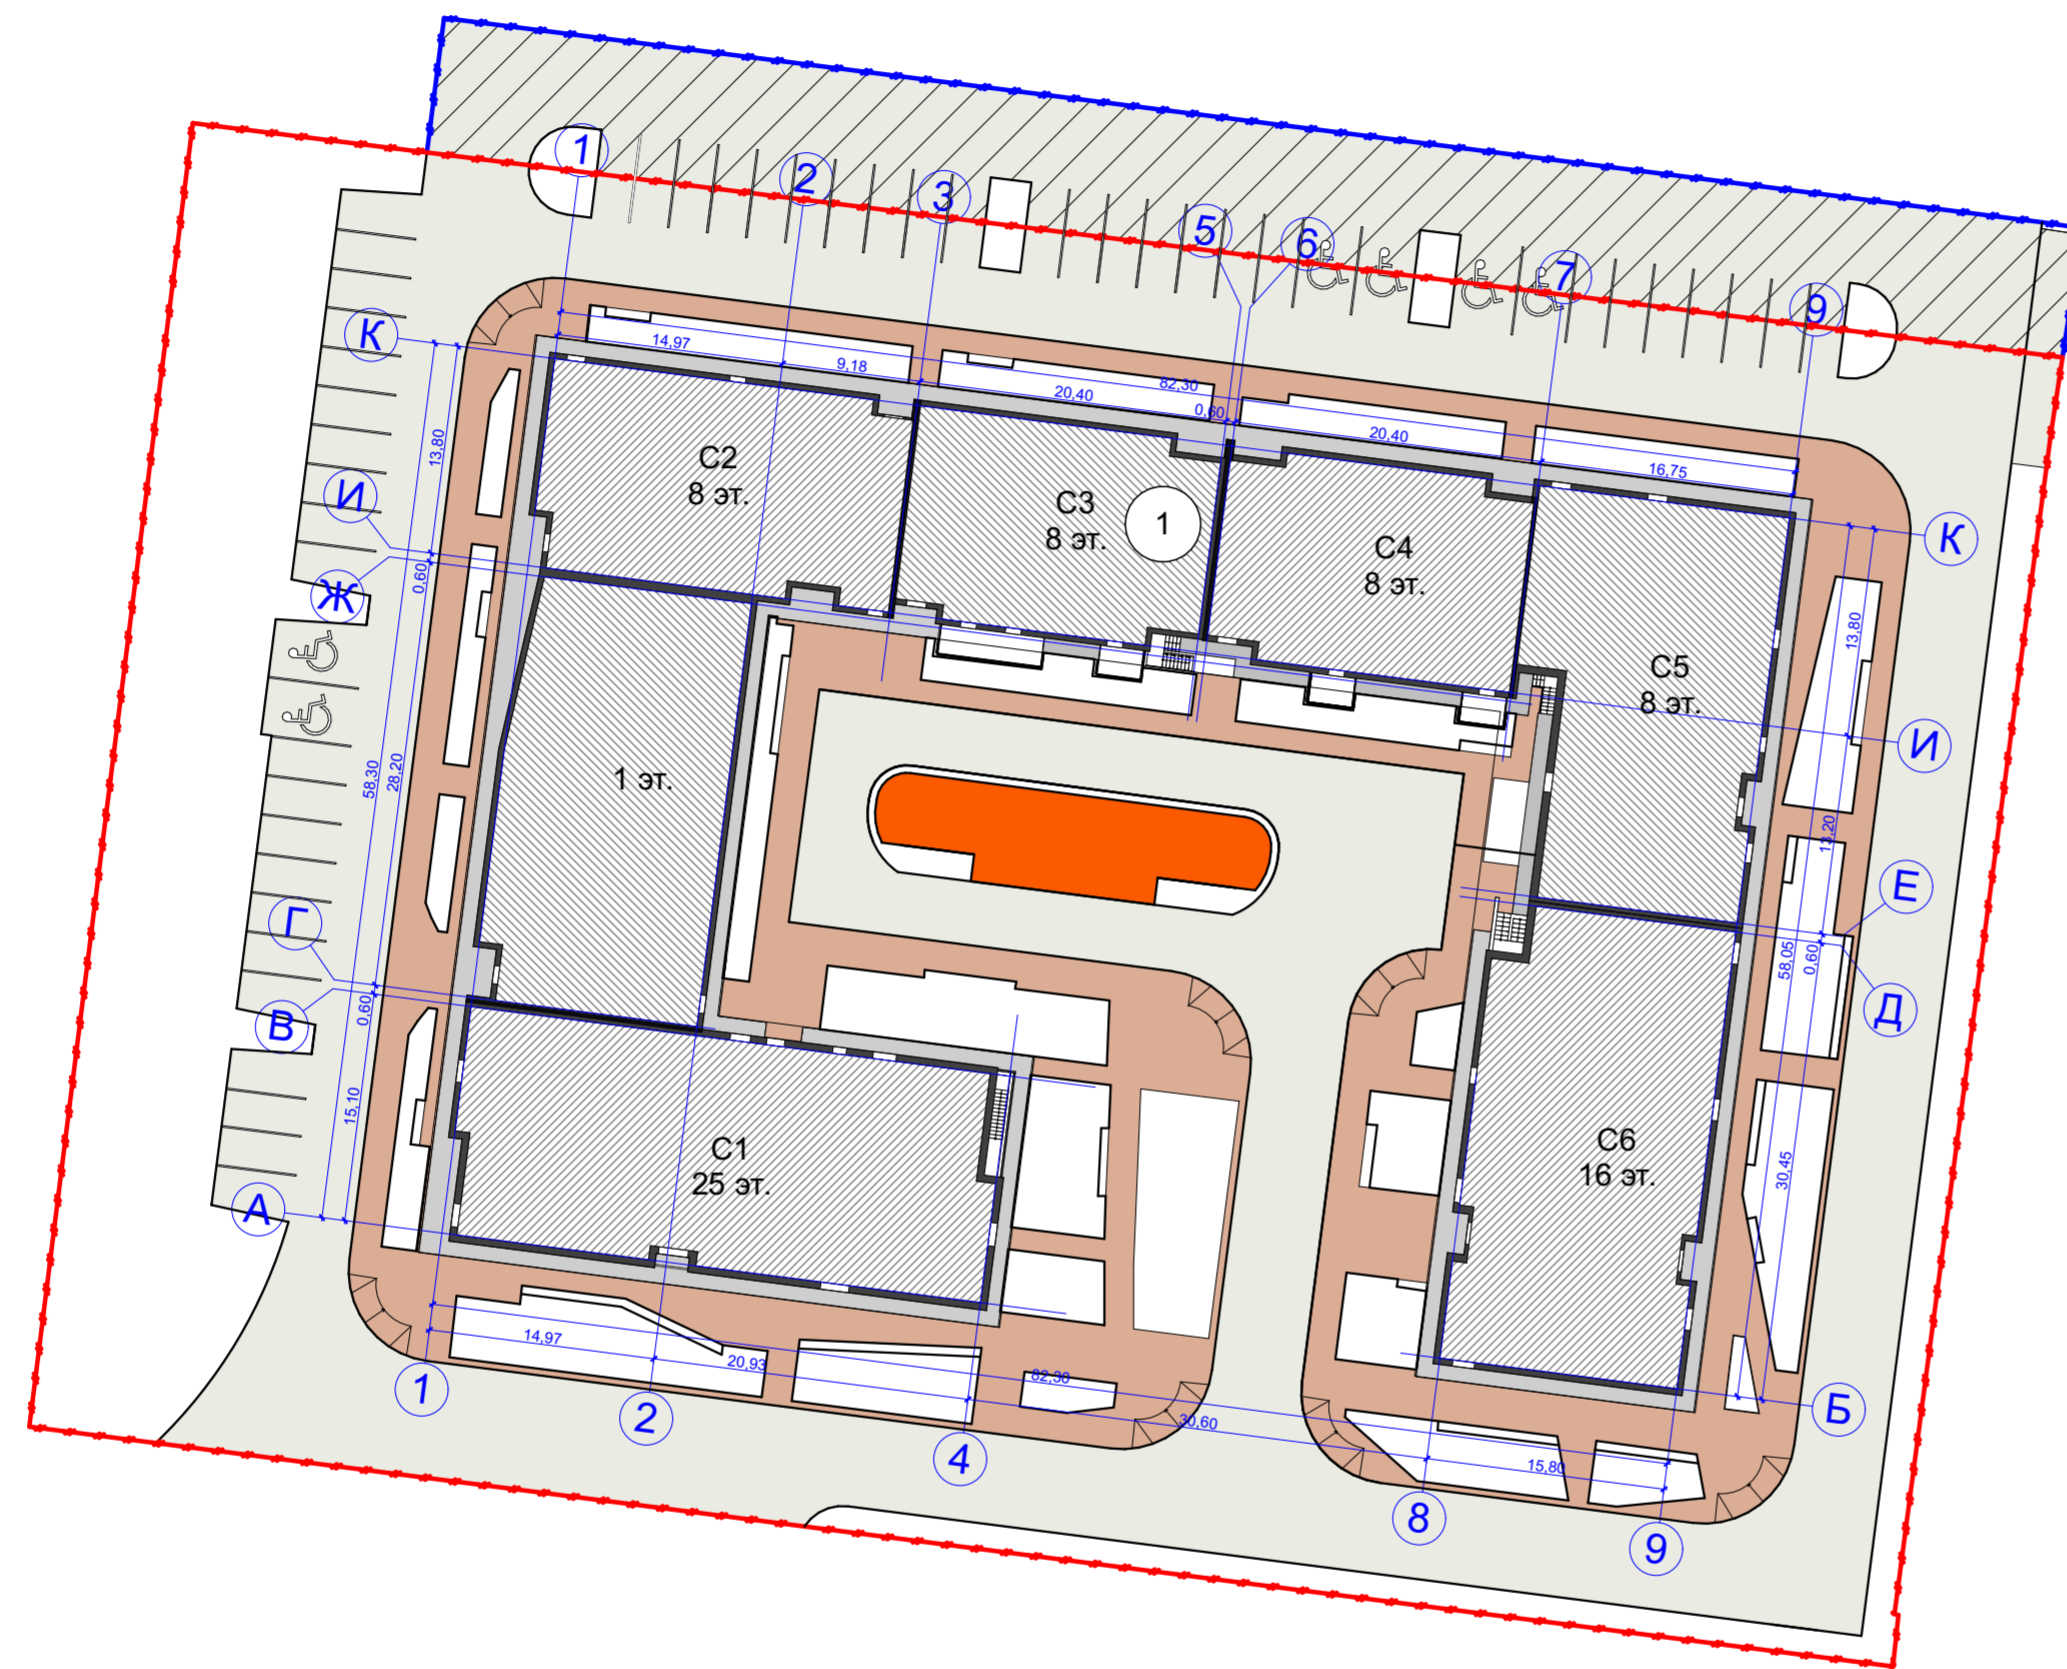 1
2
3
5
6
7
9
К
14,97
9,18
20,40
82,30
0,60
20,40
16,75
К
13,80
И
0,60
Ж
С2
8 эт.
С3
8 эт.
1
С4
8 эт.
С5
8 эт.
13,80
И
58,30
28,20
1 эт.
13,20
Е
Г
58,05
0,60
Д
0,60
В
15,10
А
С1
25 эт.
С6
16 эт.
30,45
Б
14,97
20,93
82,30
30,60
15,80
1
2
4
8
9